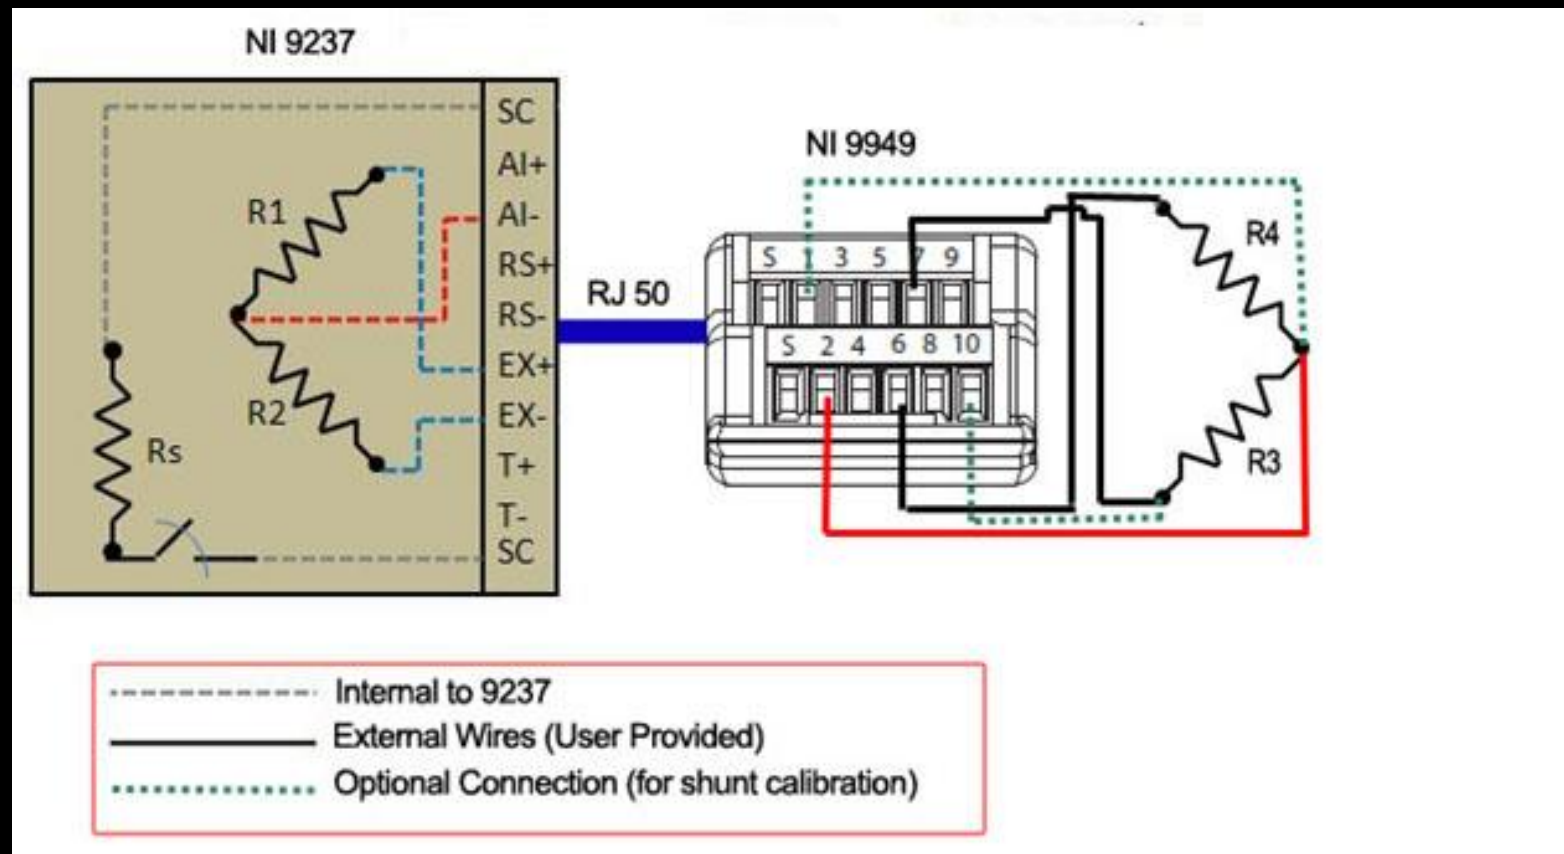 NI 9237
SC
AI+
AI-
RS+
RS-
EX+
EX-
T+
T-
SC
R1
R2
Rs
RJ 50
NI 9949
S 1 3 5 7 9
S 2 4 6 8 10
R4
R3
Internal to 9237
External Wires (User Provided)
Optional Connection (for shunt calibration)